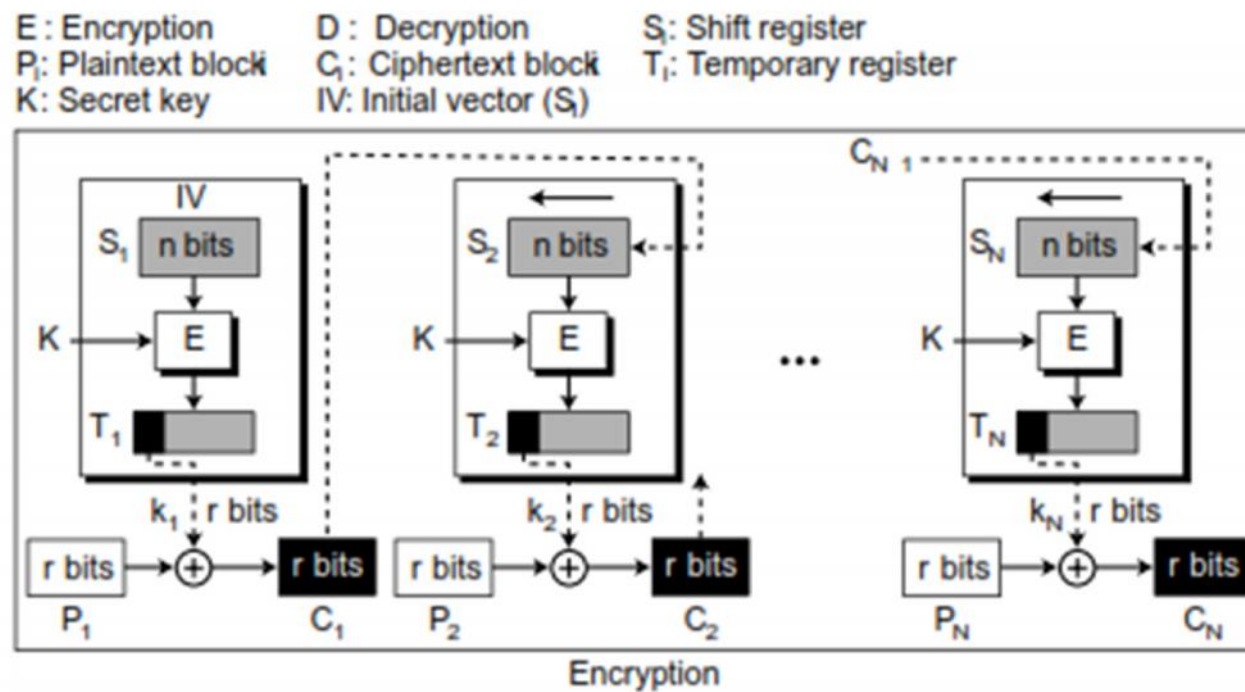 E : Encryption D : Decryption Sᵢ: Shift register
Pᵢ: Plaintext block Cᵢ: Ciphertext block Tᵢ: Temporary register
K: Secret key IV: Initial vector (S₁)
C_N 1
IV
S₁ n bits S₂ n bits S_N n bits
K E K E ... K E
T₁ T₂ T_N
k₁ r bits k₂ r bits k_N r bits
r bits + r bits r bits + r bits r bits + r bits
P₁ C₁ P₂ C₂ P_N C_N
Encryption